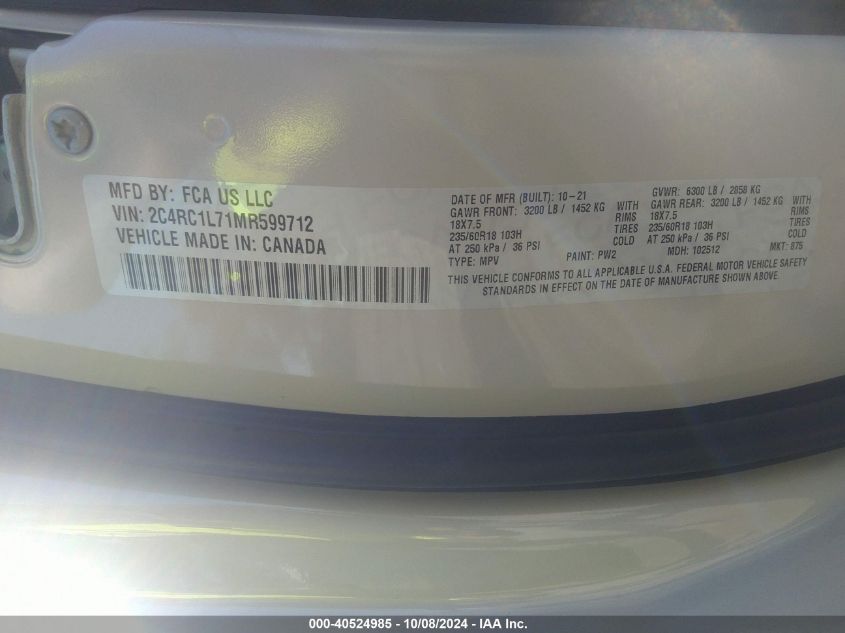 MFD BY: FCA US LLC
VIN: 2C4RC1L71MR599712
VEHICLE MADE IN: CANADA
DATE OF MFR (BUILT): 10-21
GAWR FRONT: 3200 LB / 1452 KG
18X7.5 RIMS
235/60R18 103H TIRES
AT 250 kPa / 36 PSI COLD
TYPE: MPV
GVWR: 6300 LB / 2858 KG
GAWR REAR: 3200 LB / 1452 KG
18X7.5 RIMS
235/60R18 103H TIRES
AT 250 kPa / 36 PSI COLD
PAINT: PW2 MDH: 102512 MKT: 875
THIS VEHICLE CONFORMS TO ALL APPLICABLE U.S.A. FEDERAL MOTOR VEHICLE SAFETY
STANDARDS IN EFFECT ON THE DATE OF MANUFACTURE SHOWN ABOVE.
000-40524985 - 10/08/2024 - IAA Inc.